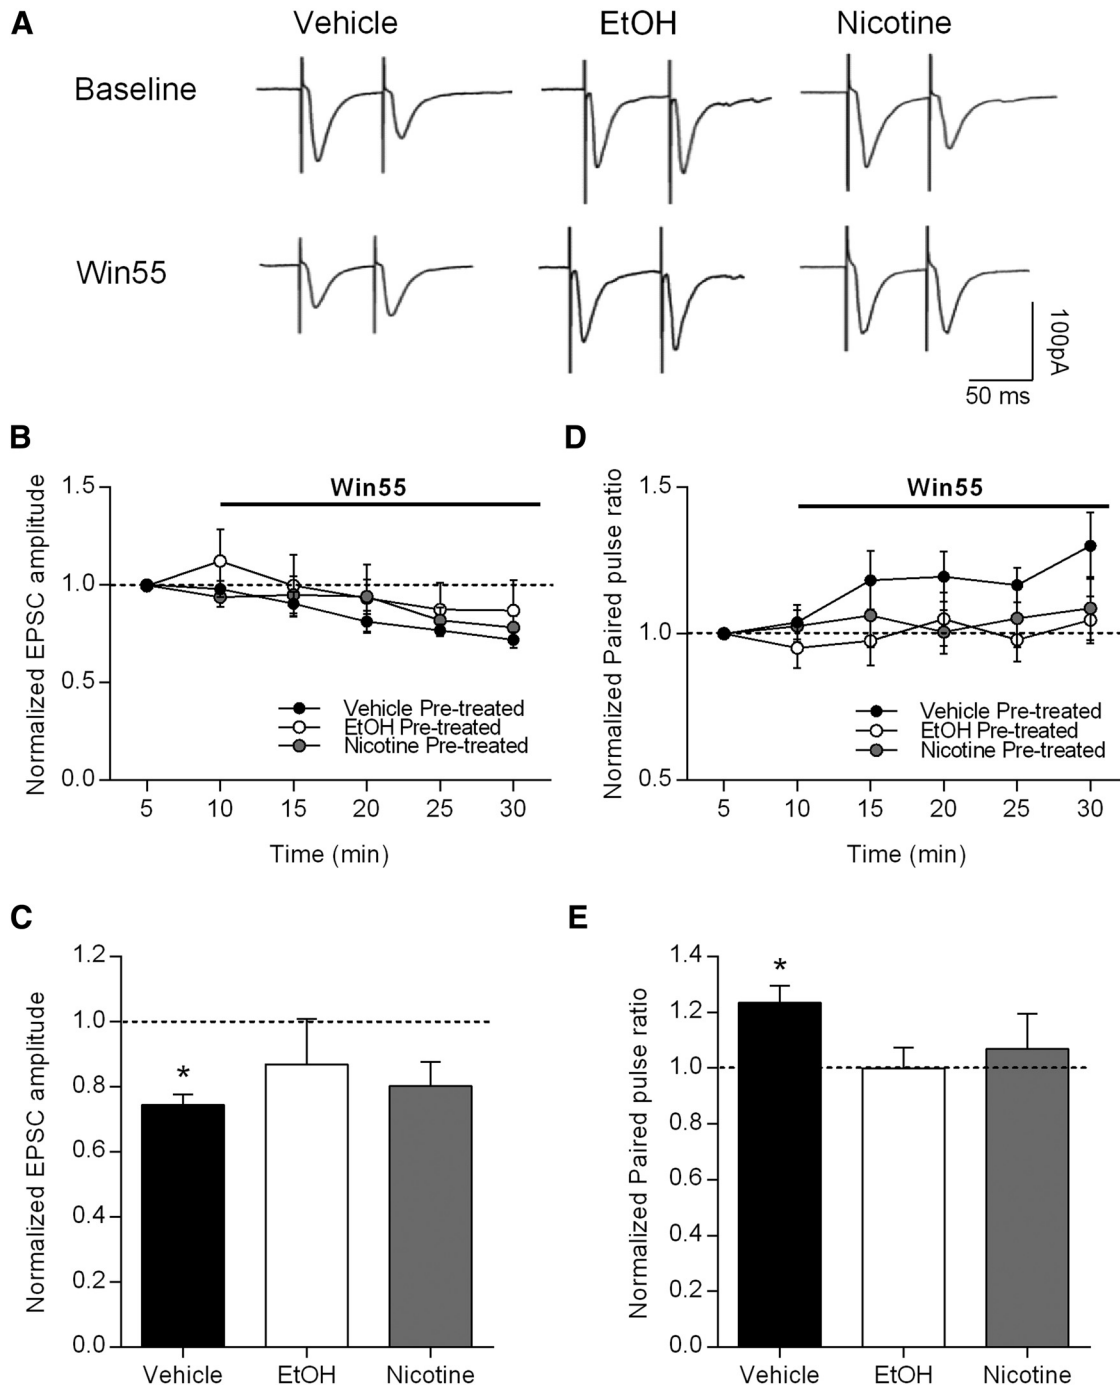 A
Vehicle
EtOH
Nicotine
Baseline
Win55
100pA
50 ms
B
Normalized EPSC amplitude
1.5
1.0
0.5
0.0
Win55
Vehicle Pre-treated
EtOH Pre-treated
Nicotine Pre-treated
5 10 15 20 25 30
Time (min)
D
Normalized Paired pulse ratio
1.5
1.0
0.5
Win55
Vehicle Pre-treated
EtOH Pre-treated
Nicotine Pre-treated
5 10 15 20 25 30
Time (min)
C
Normalized EPSC amplitude
1.2
1.0
0.8
0.6
0.4
0.2
0.0
*
Vehicle EtOH Nicotine
E
Normalized Paired pulse ratio
1.4
1.2
1.0
0.8
0.6
0.4
0.2
0.0
*
Vehicle EtOH Nicotine